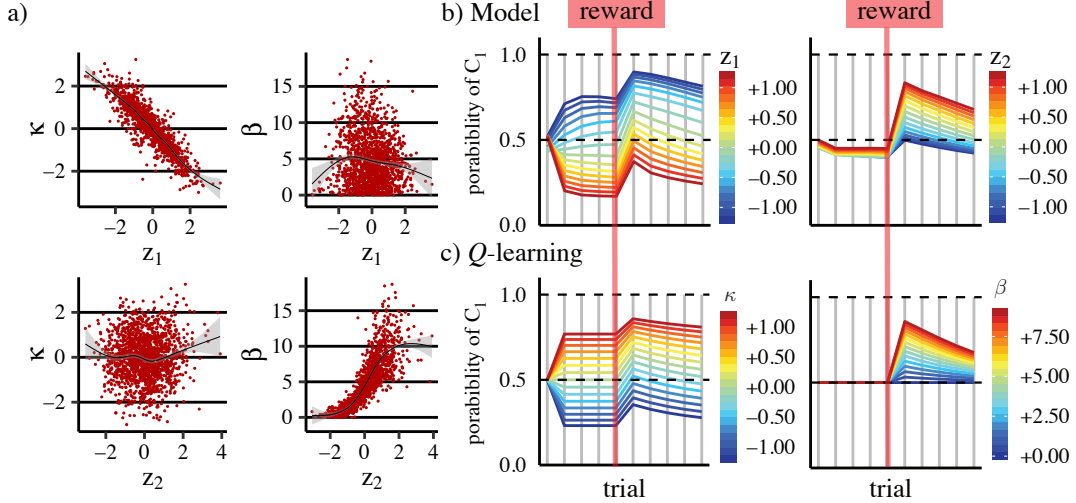 a)
κ
2
0
−2
−2
0
2
z1
β
15
10
5
0
−2
0
2
z1
κ
2
0
−2
−2
0
2
4
z2
β
15
10
5
0
−2
0
2
4
z2
b) Model
reward
reward
porabiblity of C1
1.0
0.5
0.0
z1
+1.00
+0.50
+0.00
−0.50
−1.00
z2
+1.00
+0.50
+0.00
−0.50
−1.00
c) Q-learning
porabiblity of C1
1.0
0.5
0.0
trial
κ
+1.00
+0.50
+0.00
−0.50
−1.00
trial
β
+7.50
+5.00
+2.50
+0.00